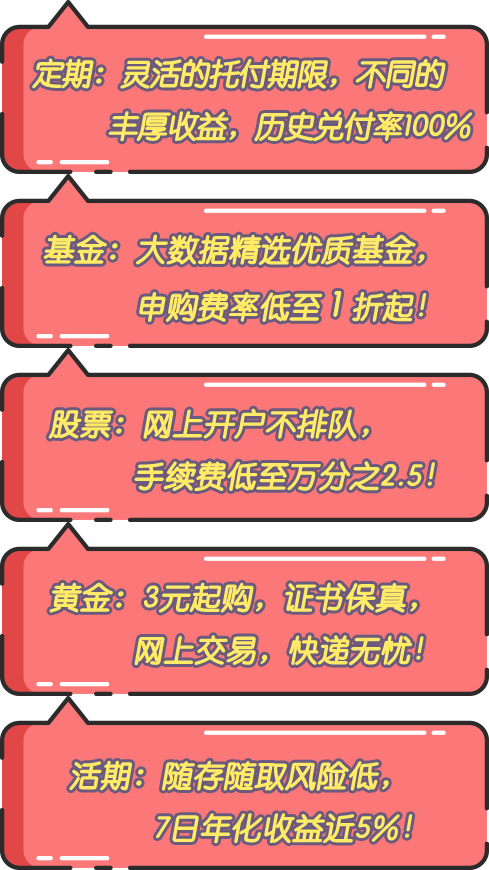 定期：灵活的托付期限，不同的
丰厚收益，历史兑付率100%
基金：大数据精选优质基金，
申购费率低至1折起！
股票：网上开户不排队，
手续费低至万分之2.5！
黄金：3元起购，证书保真，
网上交易，快递无忧！
活期：随存随取风险低，
7日年化收益近5%！